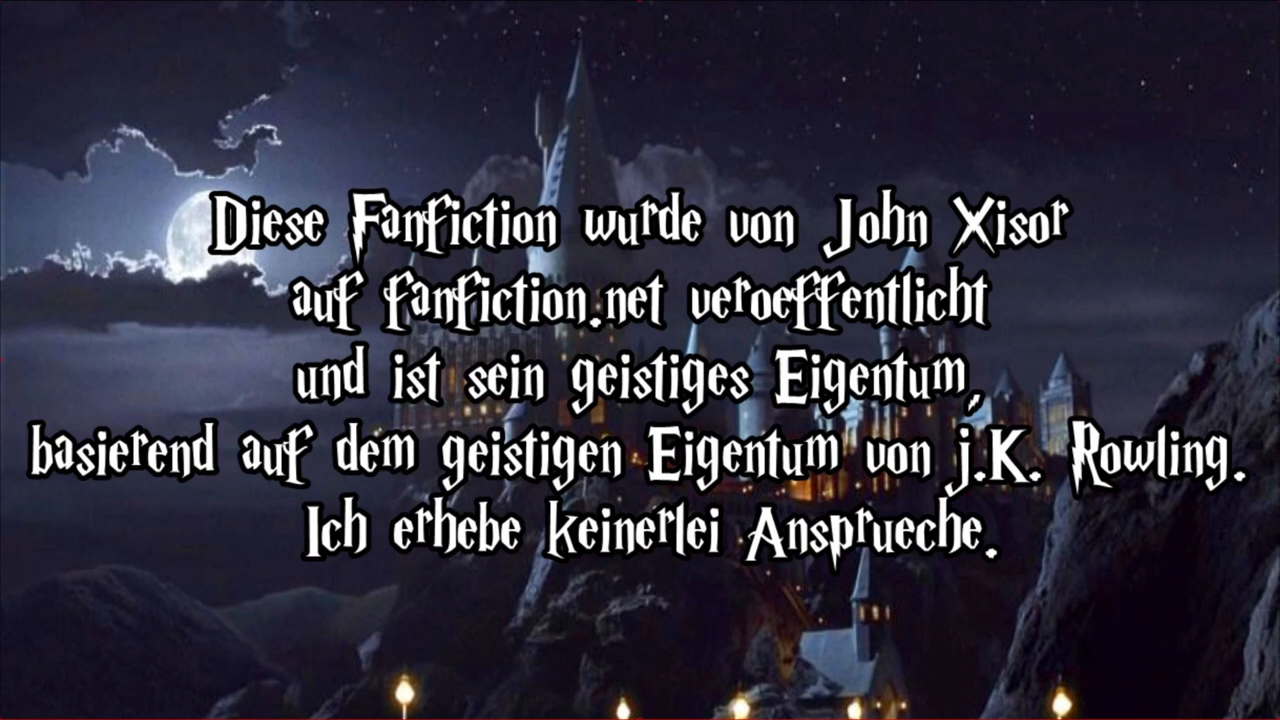 Diese Fanfiction wurde von John Xisor
auf fanfiction.net veroeffentlicht
und ist sein geistiges Eigentum,
basierend auf dem geistigen Eigentum von j.K. Rowling.
Ich erhebe keinerlei Ansprueche.